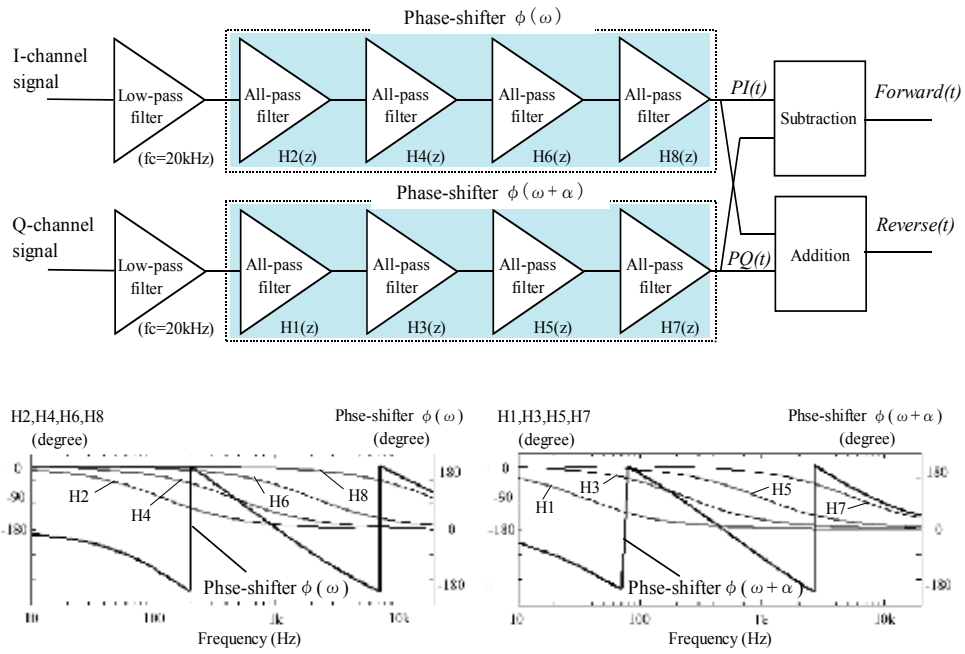 Phase-shifter ϕ(ω)
I-channel
signal
Low-pass
filter
(fc=20kHz)
All-pass
filter
H2(z)
All-pass
filter
H4(z)
All-pass
filter
H6(z)
All-pass
filter
H8(z)
PI(t)
Subtraction
Forward(t)
Phase-shifter ϕ(ω+α)
Q-channel
signal
Low-pass
filter
(fc=20kHz)
All-pass
filter
H1(z)
All-pass
filter
H3(z)
All-pass
filter
H5(z)
All-pass
filter
H7(z)
PQ(t)
Addition
Reverse(t)
H2,H4,H6,H8
(degree)
Phse-shifter ϕ(ω)
(degree)
0
-90
-180
180
0
-180
H2
H4
H6
H8
Phse-shifter ϕ(ω)
10
100
1k
10k
Frequency (Hz)
H1,H3,H5,H7
(degree)
Phse-shifter ϕ(ω+α)
(degree)
0
-90
-180
180
0
-180
H1
H3
H5
H7
Phse-shifter ϕ(ω+α)
10
100
1k
10k
Frequency (Hz)